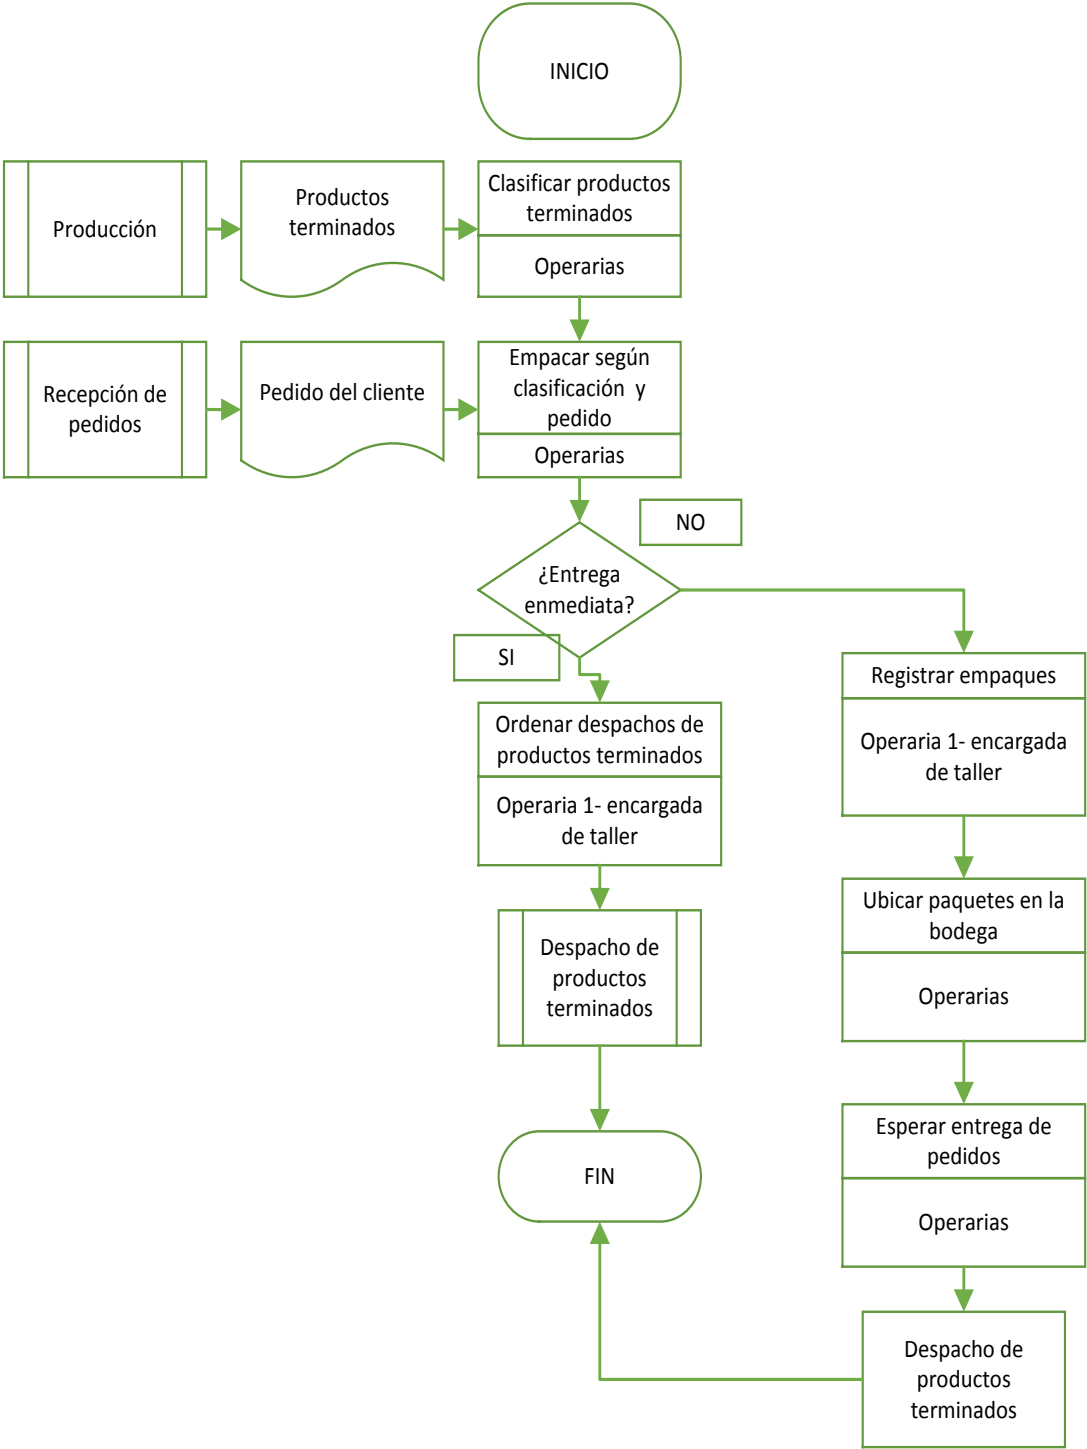 INICIO
Producción
Productos
terminados
Clasificar productos
terminados
Operarias
Recepción de
pedidos
Pedido del cliente
Empacar según
clasificación y
pedido
Operarias
NO
¿Entrega
enmediata?
SI
Registrar empaques
Operaria 1- encargada
de taller
Ordenar despachos de
productos terminados
Operaria 1- encargada
de taller
Ubicar paquetes en la
bodega
Operarias
Despacho de
productos
terminados
Esperar entrega de
pedidos
Operarias
FIN
Despacho de
productos
terminados